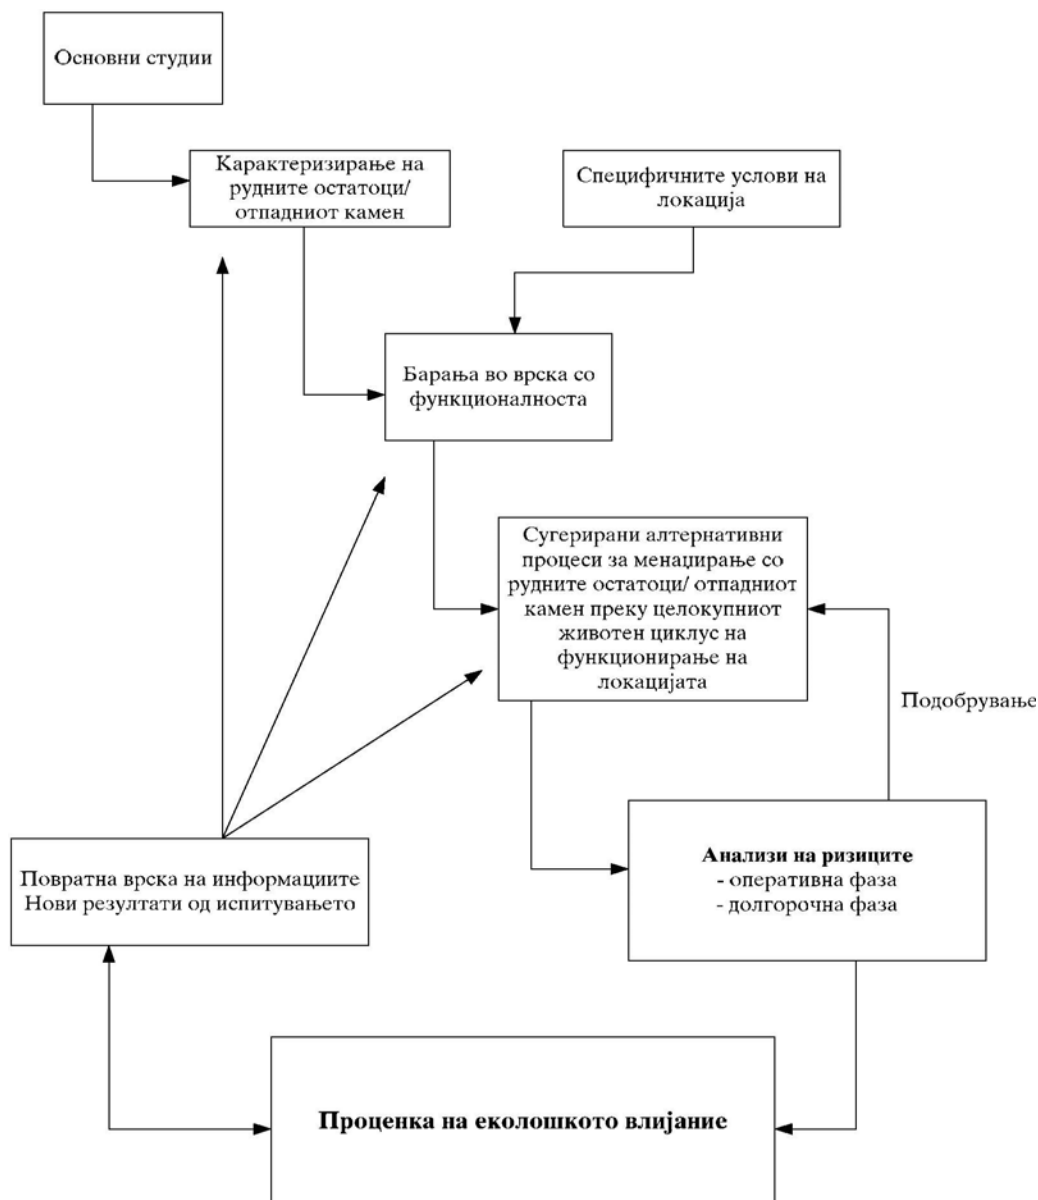 Основни студии
Карактеризирање на
рудните остатоци/
отпадниот камен
Специфичните услови на
локација
Барања во врска со
функционалноста
Сугерирани алтернативни
процеси за менаџирање со
рудните остатоци/ отпадниот
камен преку целокупниот
животен циклус на
функционирање на
локацијата
Подобрување
Анализи на ризиците
- оперативна фаза
- долгорочна фаза
Повратна врска на информациите
Нови резултати од испитувањето
Проценка на еколошкото влијание